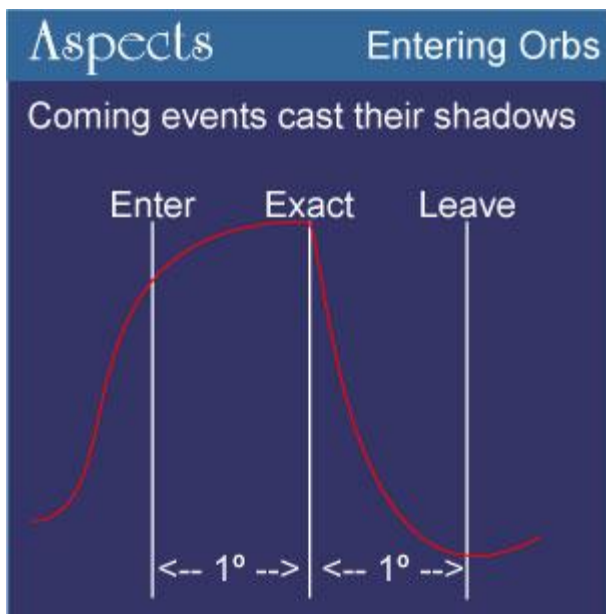 Aspects Entering Orbs
Coming events cast their shadows
Enter Exact Leave
<-- 1º --> <-- 1º -->